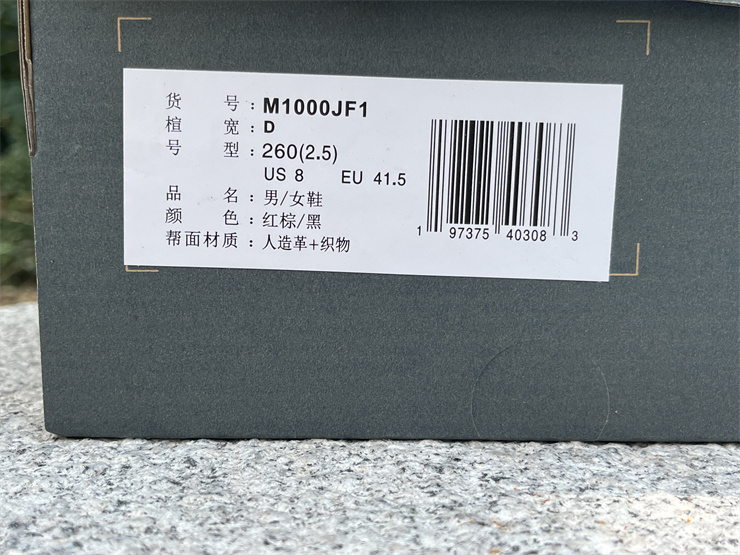 货 号：M1000JF1
楦 宽：D
号 型：260(2.5)
US 8 EU 41.5
品 名：男/女鞋
颜 色：红棕/黑
帮面材质：人造革+织物
1 97375 40308 3